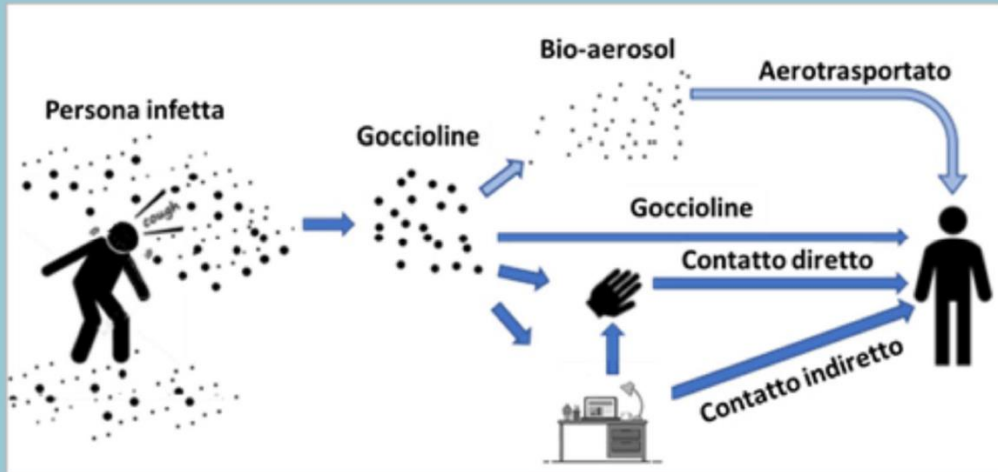 Bio-aerosol
Aerotrasportato
Persona infetta
Goccioline
cough
Goccioline
Contatto diretto
Contatto indiretto